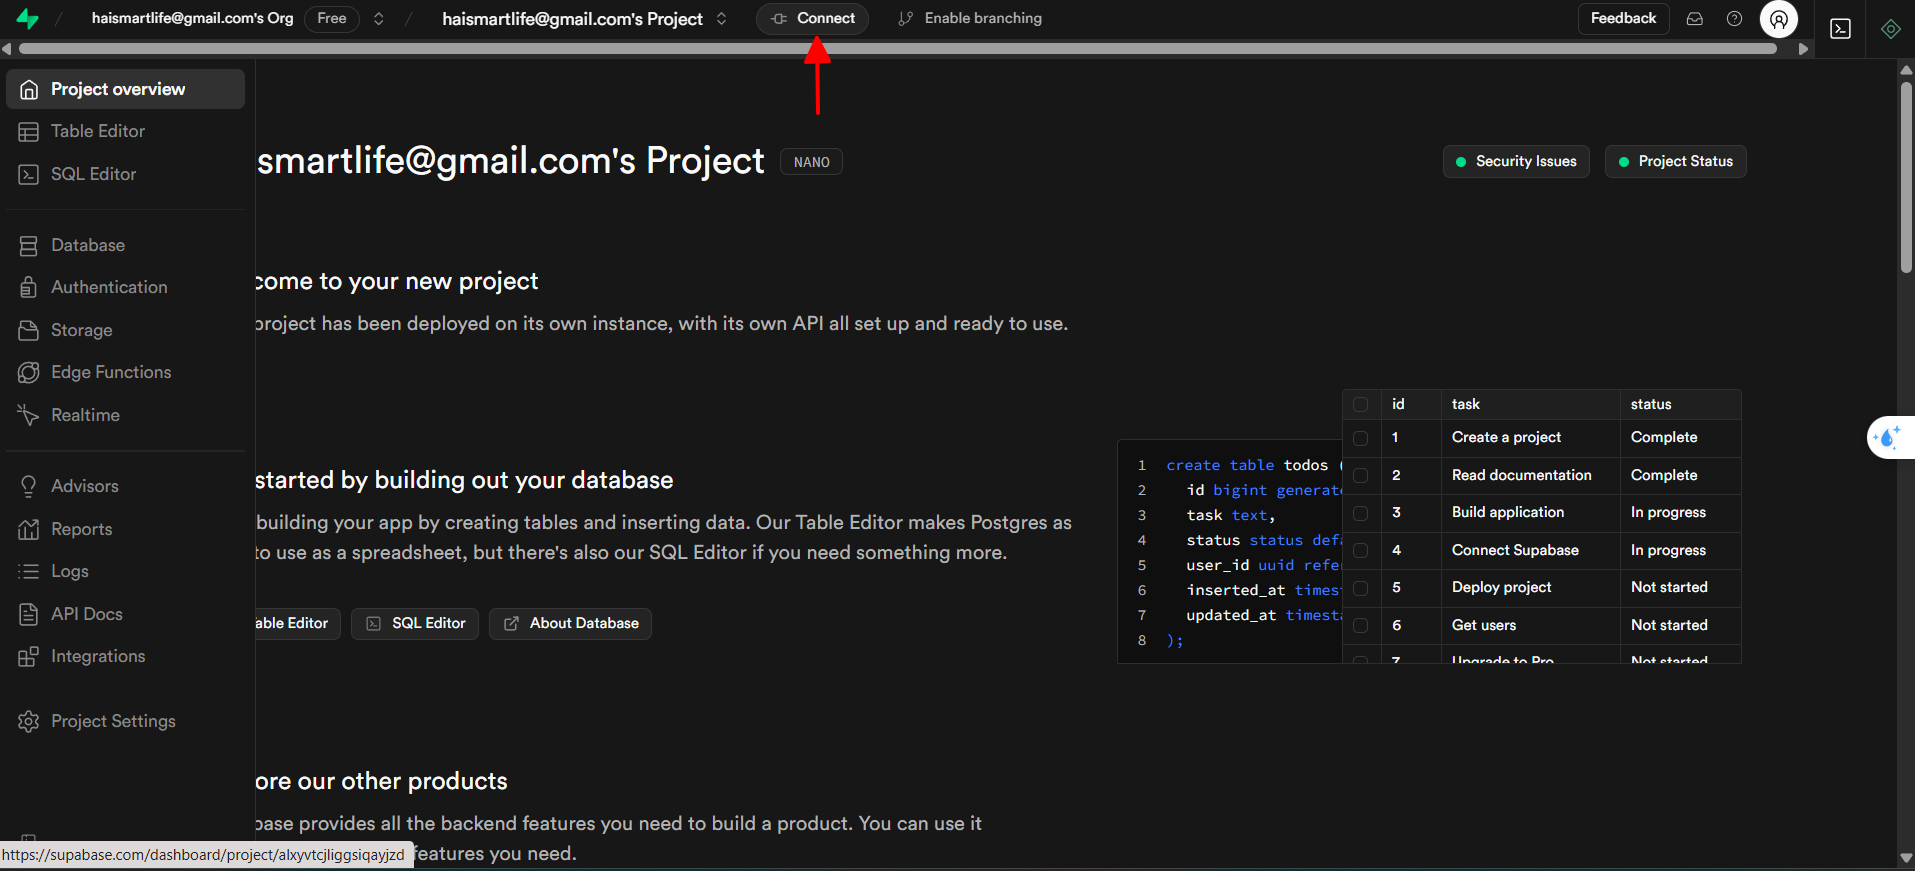 haismartlife@gmail.com's Org Free haismartlife@gmail.com's Project Connect Enable branching Feedback
Project overview
Table Editor
SQL Editor
Database
Authentication
Storage
Edge Functions
Realtime
Advisors
Reports
Logs
API Docs
Integrations
Project Settings
https://supabase.com/dashboard/project/alxyvtcjliggsiqayjzd
smartlife@gmail.com's Project NANO
Security Issues Project Status
come to your new project
project has been deployed on its own instance, with its own API all set up and ready to use.
started by building out your database
building your app by creating tables and inserting data. Our Table Editor makes Postgres as
to use as a spreadsheet, but there's also our SQL Editor if you need something more.
able Editor SQL Editor About Database
1 create table todos (
2 id bigint generate
3 task text,
4 status status defa
5 user_id uuid refer
6 inserted_at timest
7 updated_at timesta
8 );
id task status
1 Create a project Complete
2 Read documentation Complete
3 Build application In progress
4 Connect Supabase In progress
5 Deploy project Not started
6 Get users Not started
7 Upgrade to Pro Not started
ore our other products
base provides all the backend features you need to build a product. You can use it
features you need.